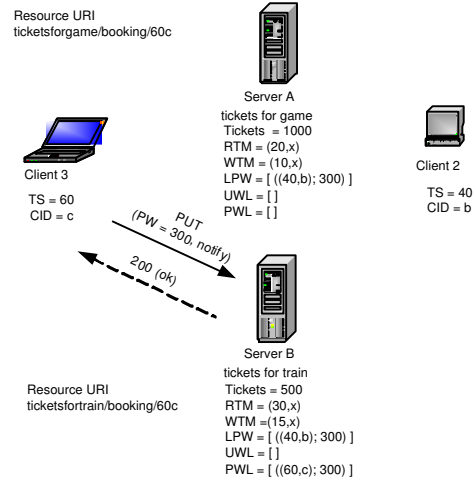 Resource URI
ticketsforgame/booking/60c
Server A
tickets for game
Tickets = 1000
RTM = (20,x)
WTM = (10,x)
LPW = [ ((40,b); 300) ]
UWL = [ ]
PWL = [ ]
Client 3
TS = 60
CID = c
Client 2
TS = 40
CID = b
PUT
(PW = 300, notify)
200 (ok)
Server B
tickets for train
Tickets = 500
RTM = (30,x)
WTM =(15,x)
LPW = [ ((40,b); 300) ]
UWL = [ ]
PWL = [ ((60,c); 300) ]
Resource URI
ticketsfortrain/booking/60c